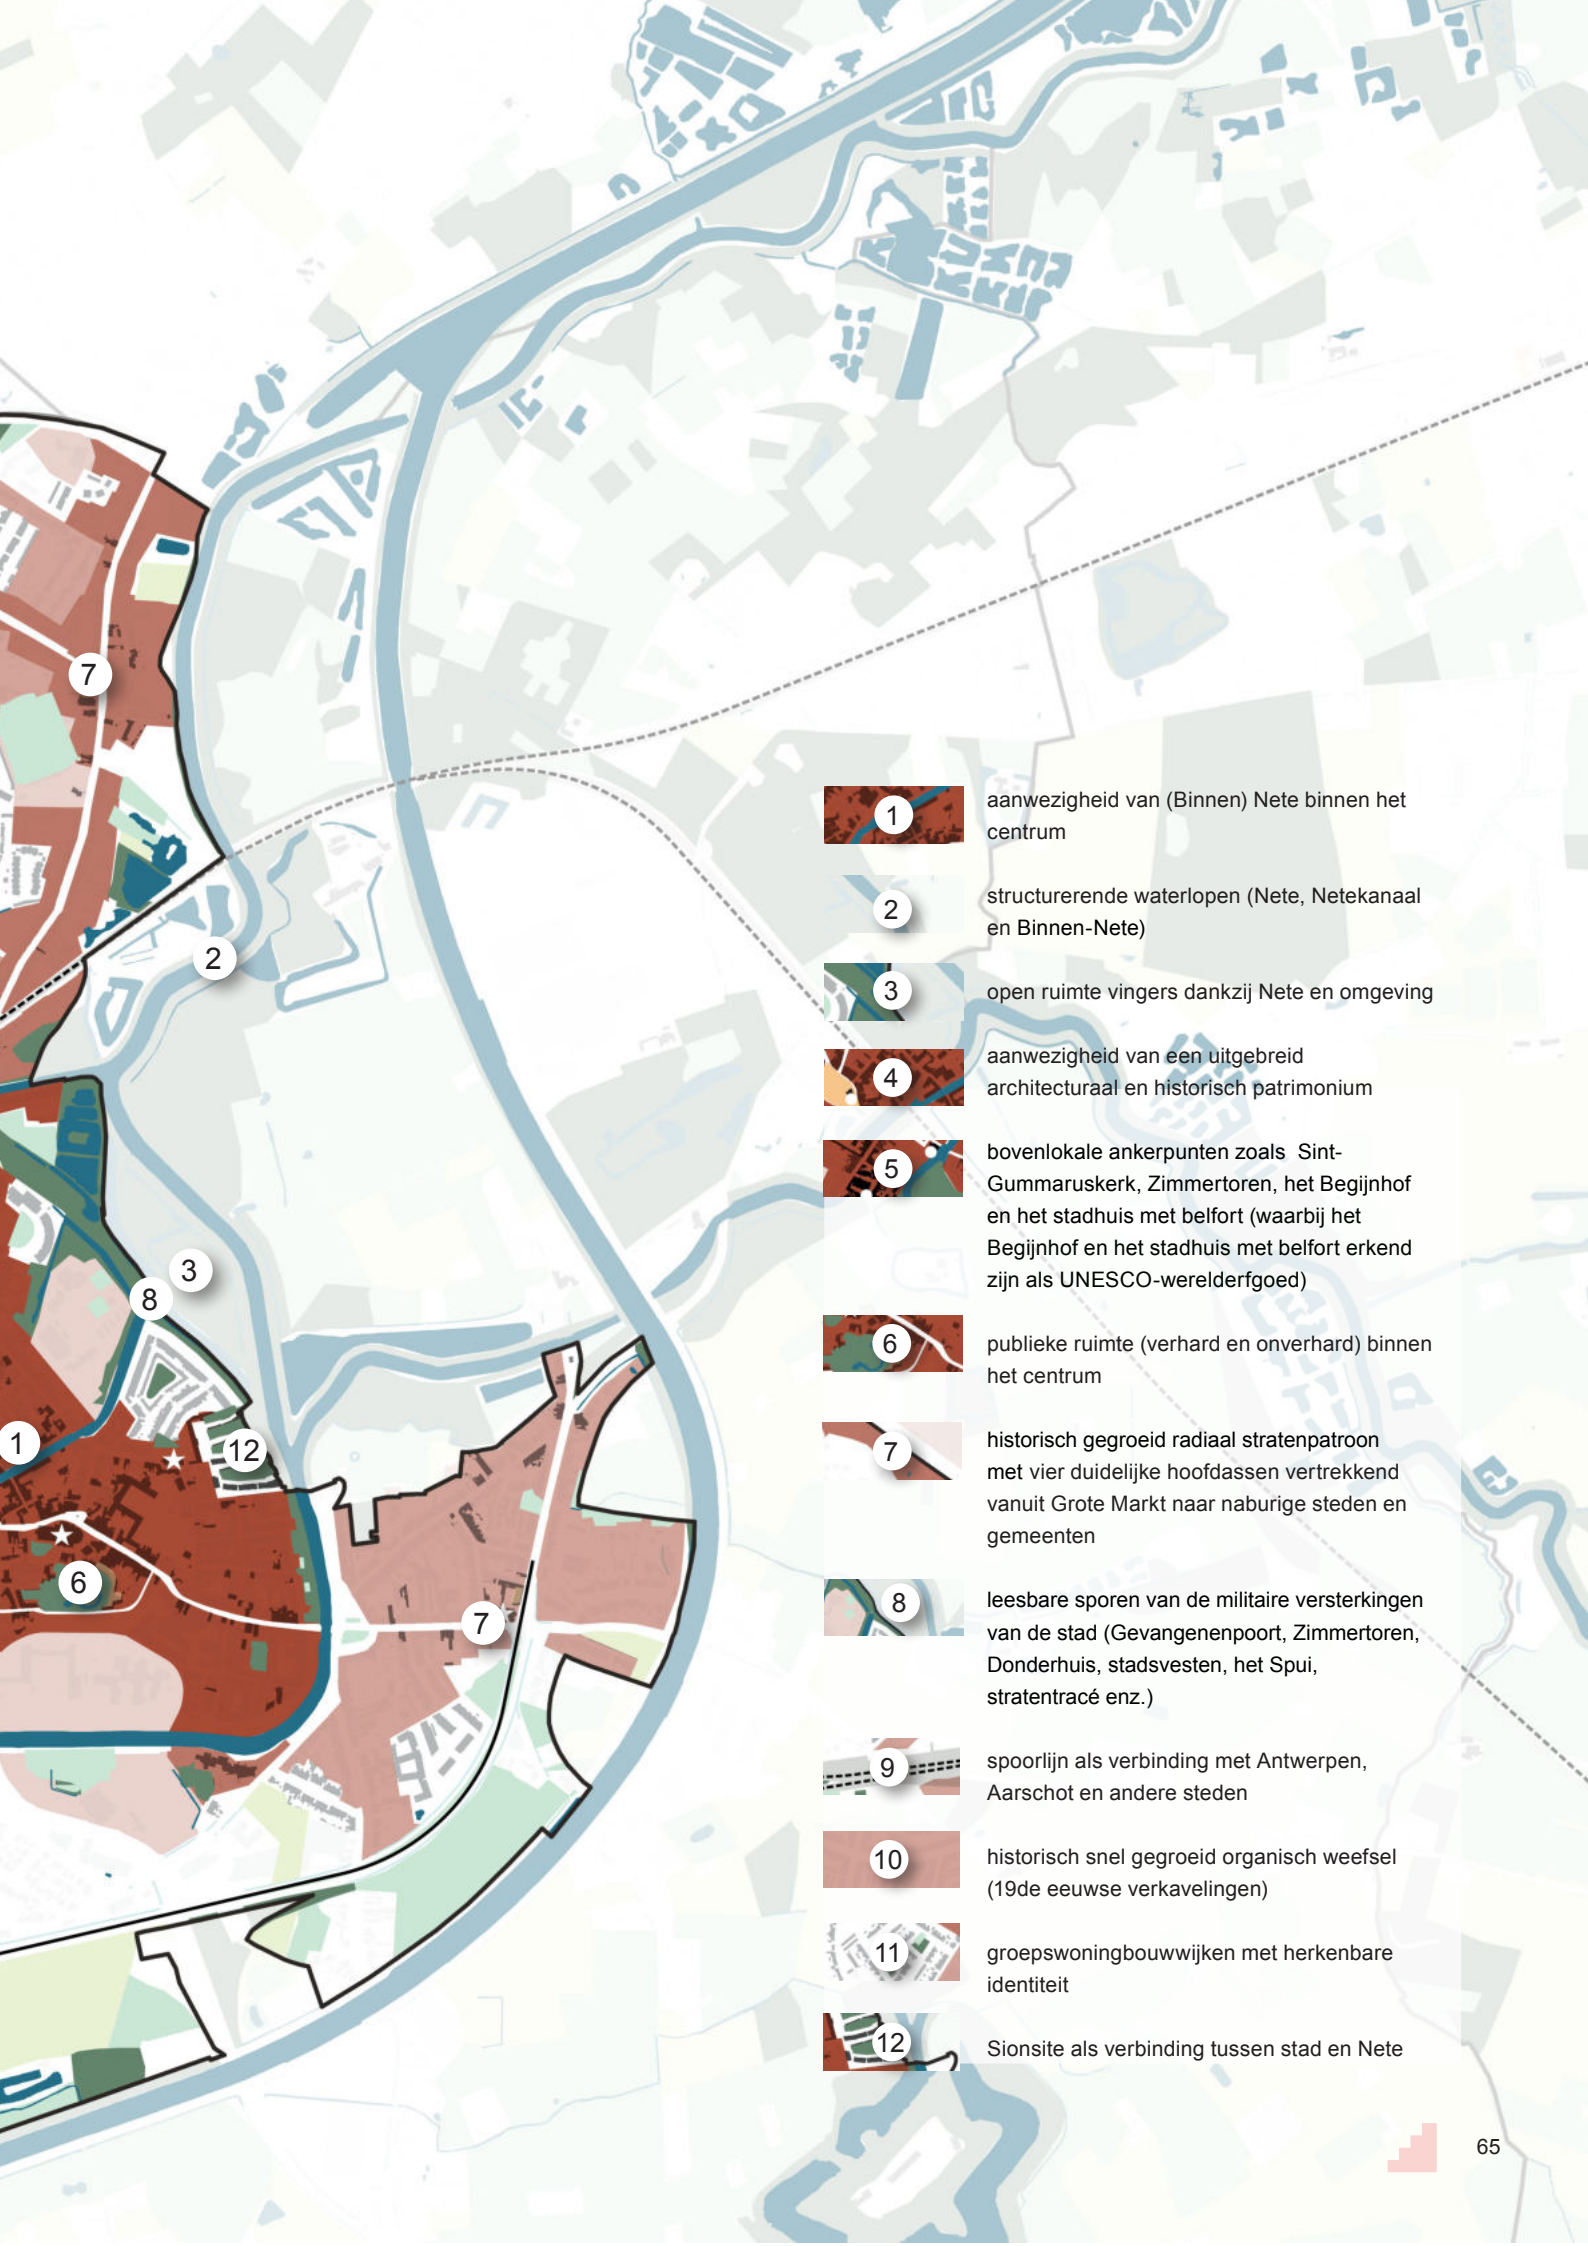 7
2
3
8
1
12
6
7
1
aanwezigheid van (Binnen) Nete binnen het
centrum
2
structurerende waterlopen (Nete, Netekanaal
en Binnen-Nete)
3
open ruimte vingers dankzij Nete en omgeving
4
aanwezigheid van een uitgebreid
architecturaal en historisch patrimonium
5
bovenlokale ankerpunten zoals Sint-
Gummaruskerk, Zimmertoren, het Begijnhof
en het stadhuis met belfort (waarbij het
Begijnhof en het stadhuis met belfort erkend
zijn als UNESCO-werelderfgoed)
6
publieke ruimte (verhard en onverhard) binnen
het centrum
7
historisch gegroeid radiaal stratenpatroon
met vier duidelijke hoofdassen vertrekkend
vanuit Grote Markt naar naburige steden en
gemeenten
8
leesbare sporen van de militaire versterkingen
van de stad (Gevangenenpoort, Zimmertoren,
Donderhuis, stadsvesten, het Spui,
stratentracé enz.)
9
spoorlijn als verbinding met Antwerpen,
Aarschot en andere steden
10
historisch snel gegroeid organisch weefsel
(19de eeuwse verkavelingen)
11
groepswoningbouwwijken met herkenbare
identiteit
12
Sionsite als verbinding tussen stad en Nete
65